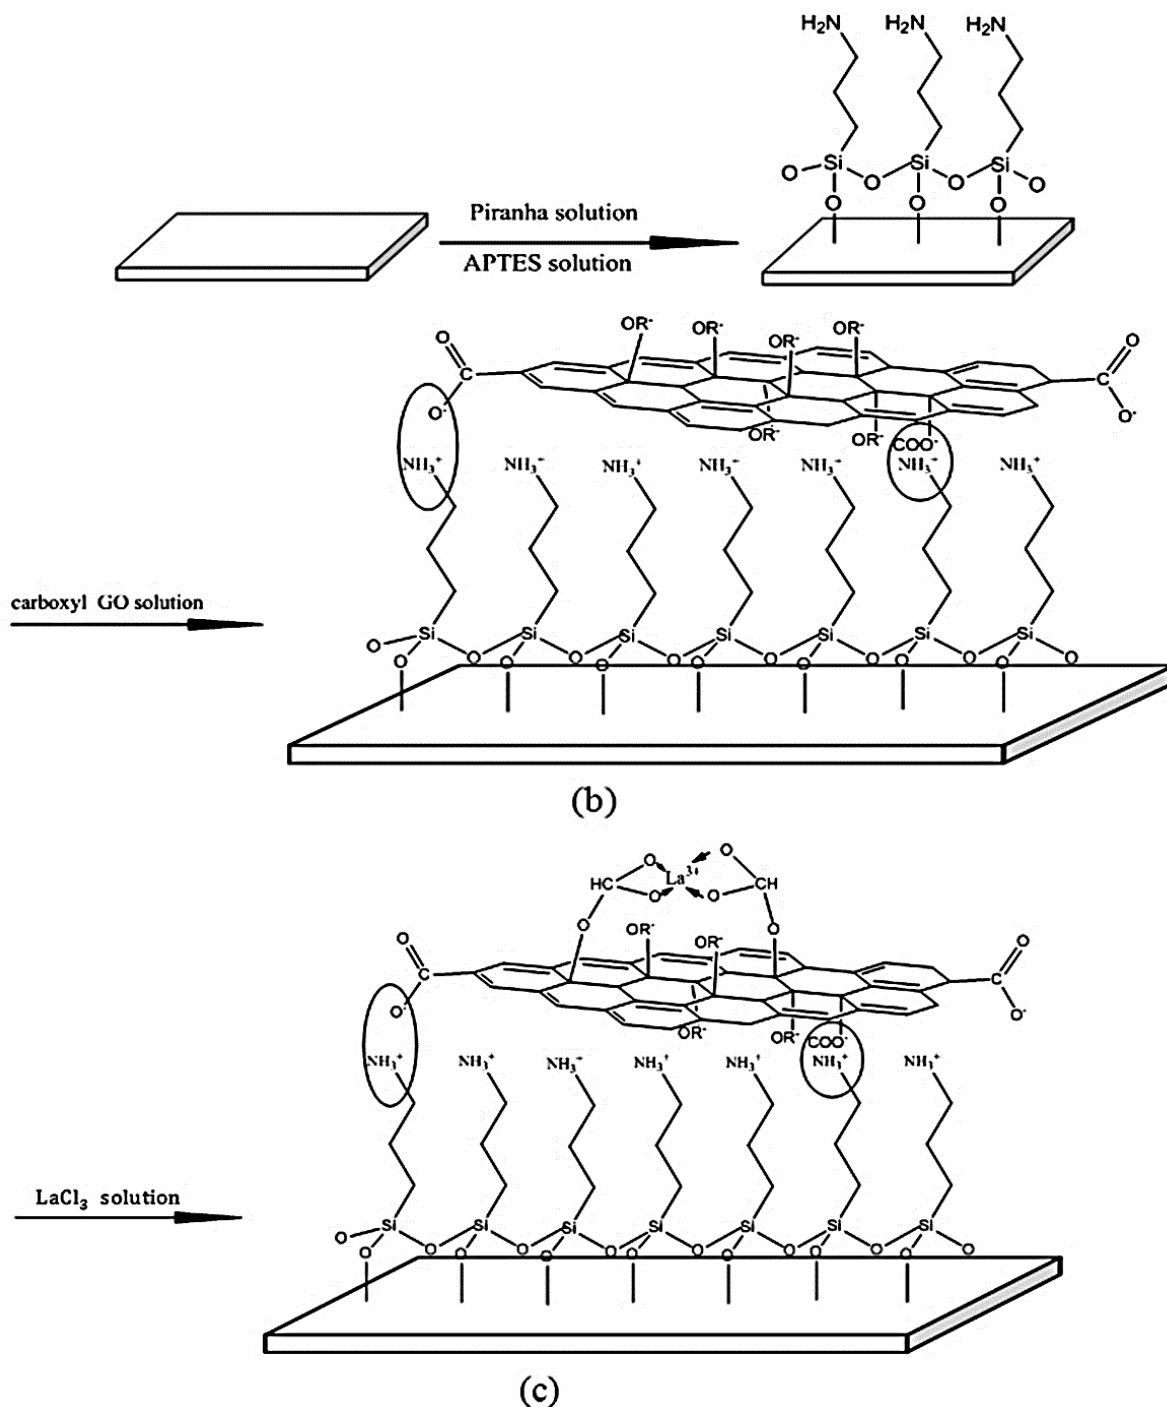 H₂N H₂N H₂N
Si Si Si
O O O O
O O O
Piranha solution
APTES solution
OR⁻ OR⁻ OR⁻ OR⁻
O C O⁻
O C O⁻
OR⁻ OR⁻ COO⁻
NH₃⁺ NH₃⁺ NH₃⁺ NH₃⁺ NH₃⁺ NH₃⁺ NH₃⁺
carboxyl GO solution
Si Si Si Si Si Si Si
O O O O O O O O
O O O O O O O
(b)
O La³⁺ O
HC O O CH
O O
OR⁻ OR⁻
O C O⁻
O C O⁻
OR⁻ OR⁻ COO⁻
NH₃⁺ NH₃⁺ NH₃⁺ NH₃⁺ NH₃⁺ NH₃⁺ NH₃⁺
LaCl₃ solution
Si Si Si Si Si Si Si
O O O O O O O O
O O O O O O O
(c)